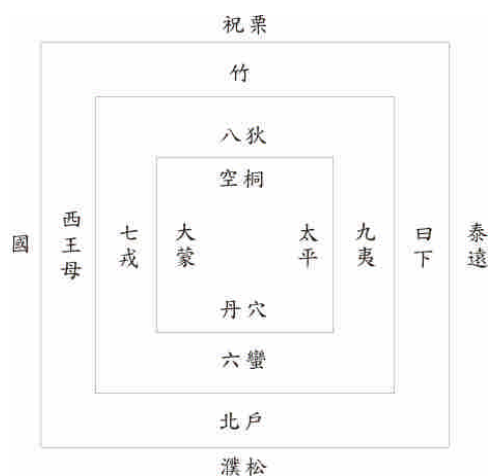 祝栗
竹
八狄
空桐
國
西王母
七戎
大蒙
太平
九夷
日下
泰遠
丹穴
六蠻
北戶
濮松